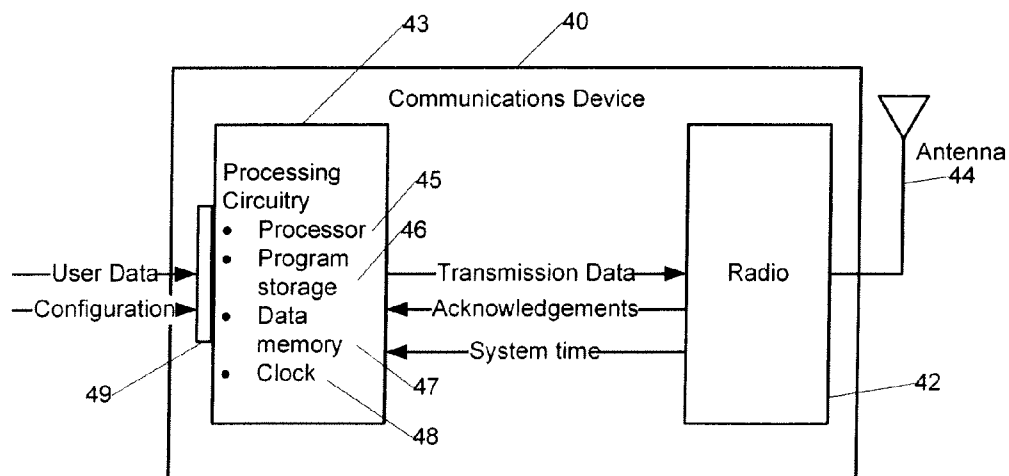 43
40
Communications Device
Processing
Circuitry
• Processor
• Program
storage
• Data
memory
• Clock
45
46
47
48
49
User Data
Configuration
Transmission Data
Acknowledgements
System time
Radio
42
Antenna
44